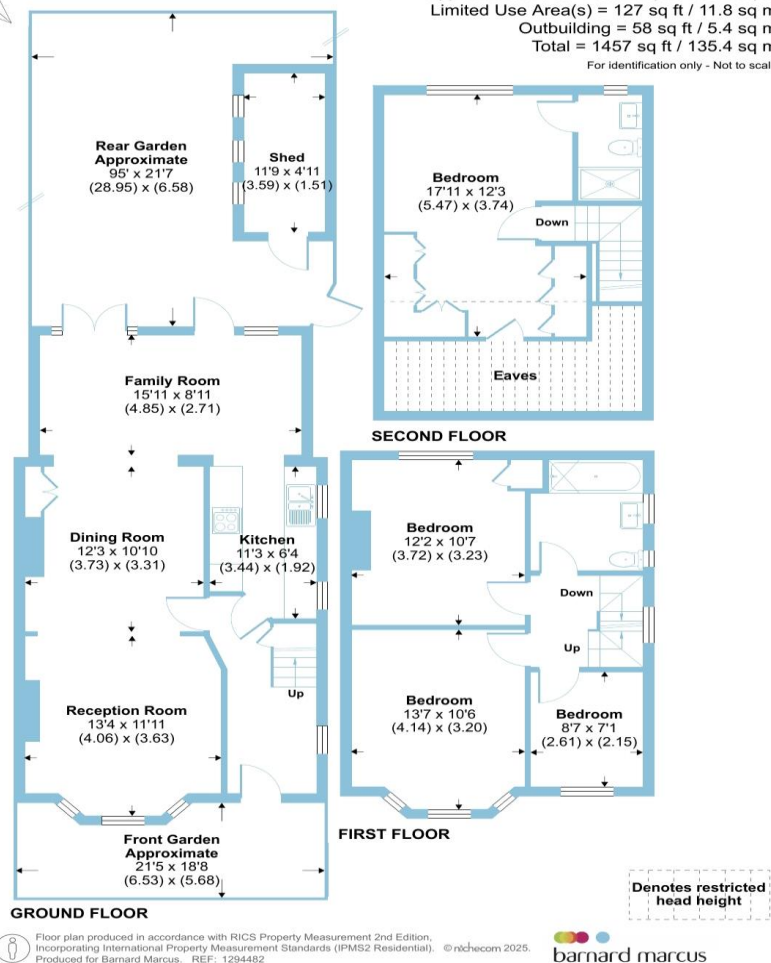 Limited Use Area(s) = 127 sq ft / 11.8 sq m
Outbuilding = 58 sq ft / 5.4 sq m
Total = 1457 sq ft / 135.4 sq m
For identification only - Not to scal
Rear Garden
Approximate
95' x 21'7
(28.95) x (6.58)
Shed
11'9 x 4'11
(3.59) x (1.51)
Bedroom
17'11 x 12'3
(5.47) x (3.74)
Down
Eaves
SECOND FLOOR
Family Room
15'11 x 8'11
(4.85) x (2.71)
Dining Room
12'3 x 10'10
(3.73) x (3.31)
Kitchen
11'3 x 6'4
(3.44) x (1.92)
Up
Reception Room
13'4 x 11'11
(4.06) x (3.63)
Bedroom
12'2 x 10'7
(3.72) x (3.23)
Down
Up
Bedroom
13'7 x 10'6
(4.14) x (3.20)
Bedroom
8'7 x 7'1
(2.61) x (2.15)
FIRST FLOOR
Front Garden
Approximate
21'5 x 18'8
(6.53) x (5.68)
GROUND FLOOR
Denotes restricted
head height
Floor plan produced in accordance with RICS Property Measurement 2nd Edition,
Incorporating International Property Measurement Standards (IPMS2 Residential). © nichecom 2025.
Produced for Barnard Marcus. REF: 1294482
barnard marcus